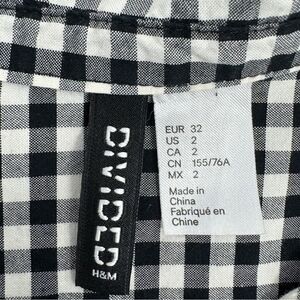 DIVIDED
H&M
EUR 32
US 2
CA 2
CN 155/76A
MX 2
Made in
China
Fabriqué en
Chine